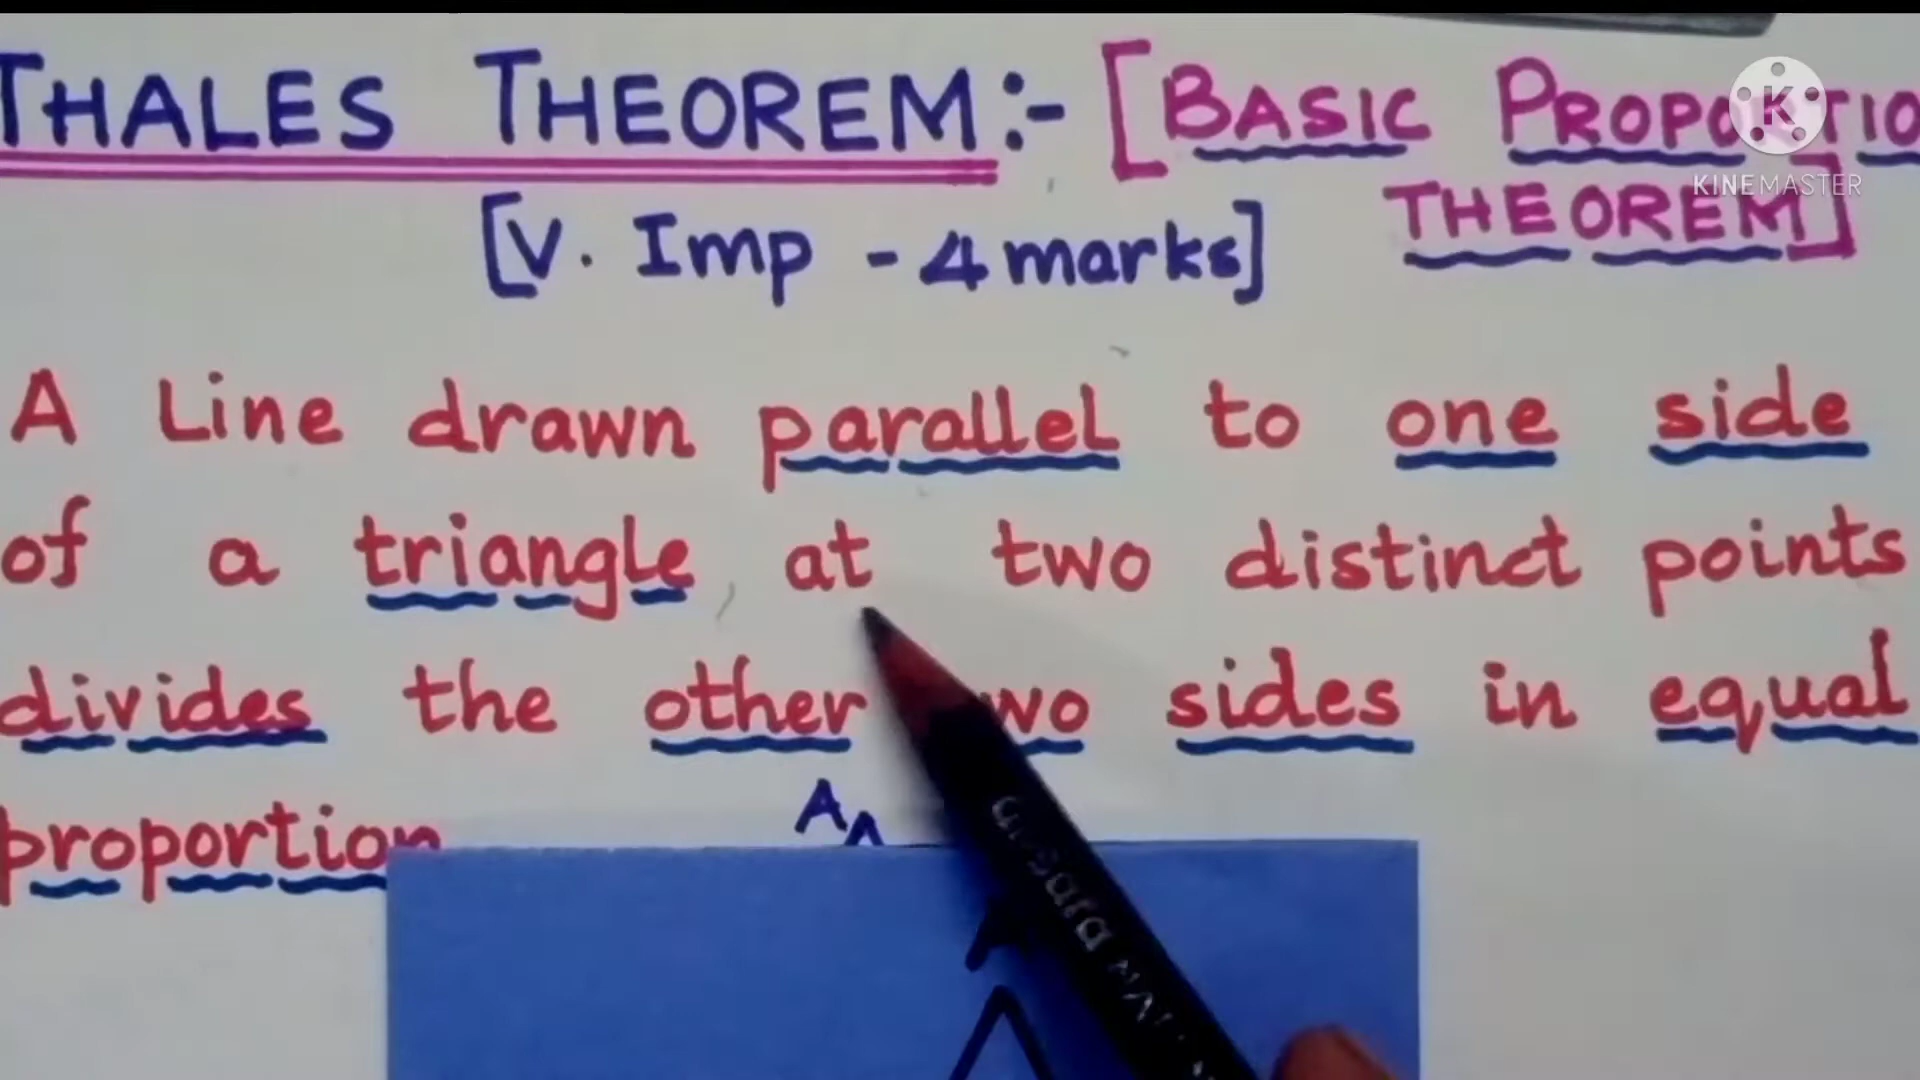 THALES THEOREM:- [BASIC
THEOREM]
[V. Imp - 4 marks]
A Line drawn parallel to one side
of a triangle at two distinct points
divides the other sides in equal
proportion
A
A
KINEMASTER